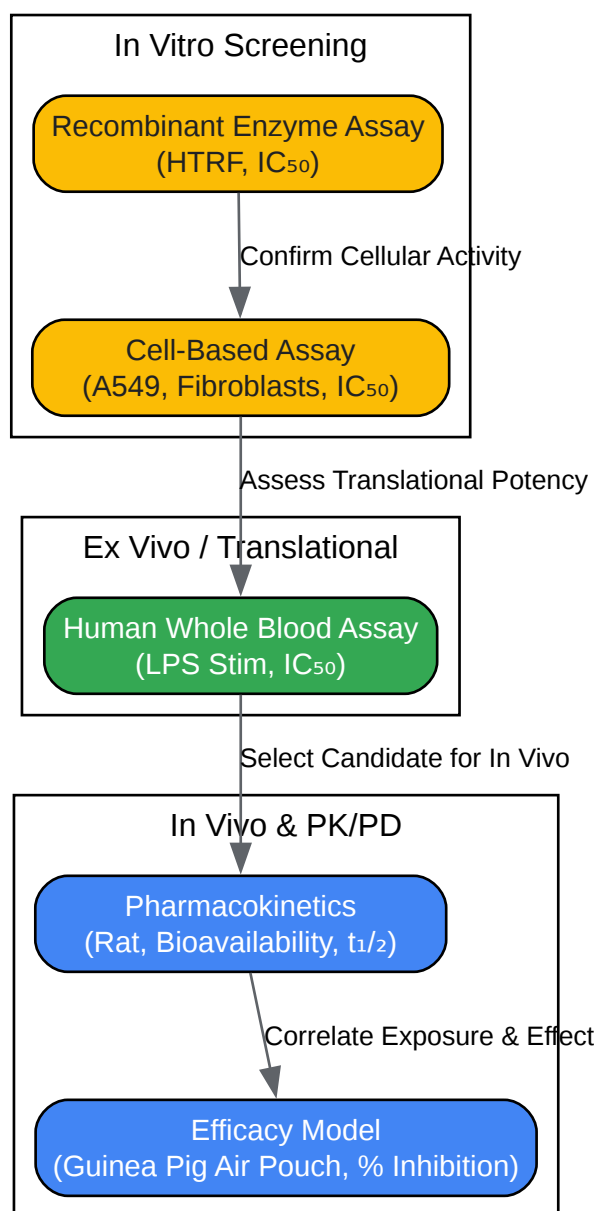 In Vitro Screening
Recombinant Enzyme Assay
(HTRF, IC₅₀)
Confirm Cellular Activity
Cell-Based Assay
(A549, Fibroblasts, IC₅₀)
Assess Translational Potency
Ex Vivo / Translational
Human Whole Blood Assay
(LPS Stim, IC₅₀)
Select Candidate for In Vivo
In Vivo & PK/PD
Pharmacokinetics
(Rat, Bioavailability, t₁/₂)
Correlate Exposure & Effect
Efficacy Model
(Guinea Pig Air Pouch, % Inhibition)